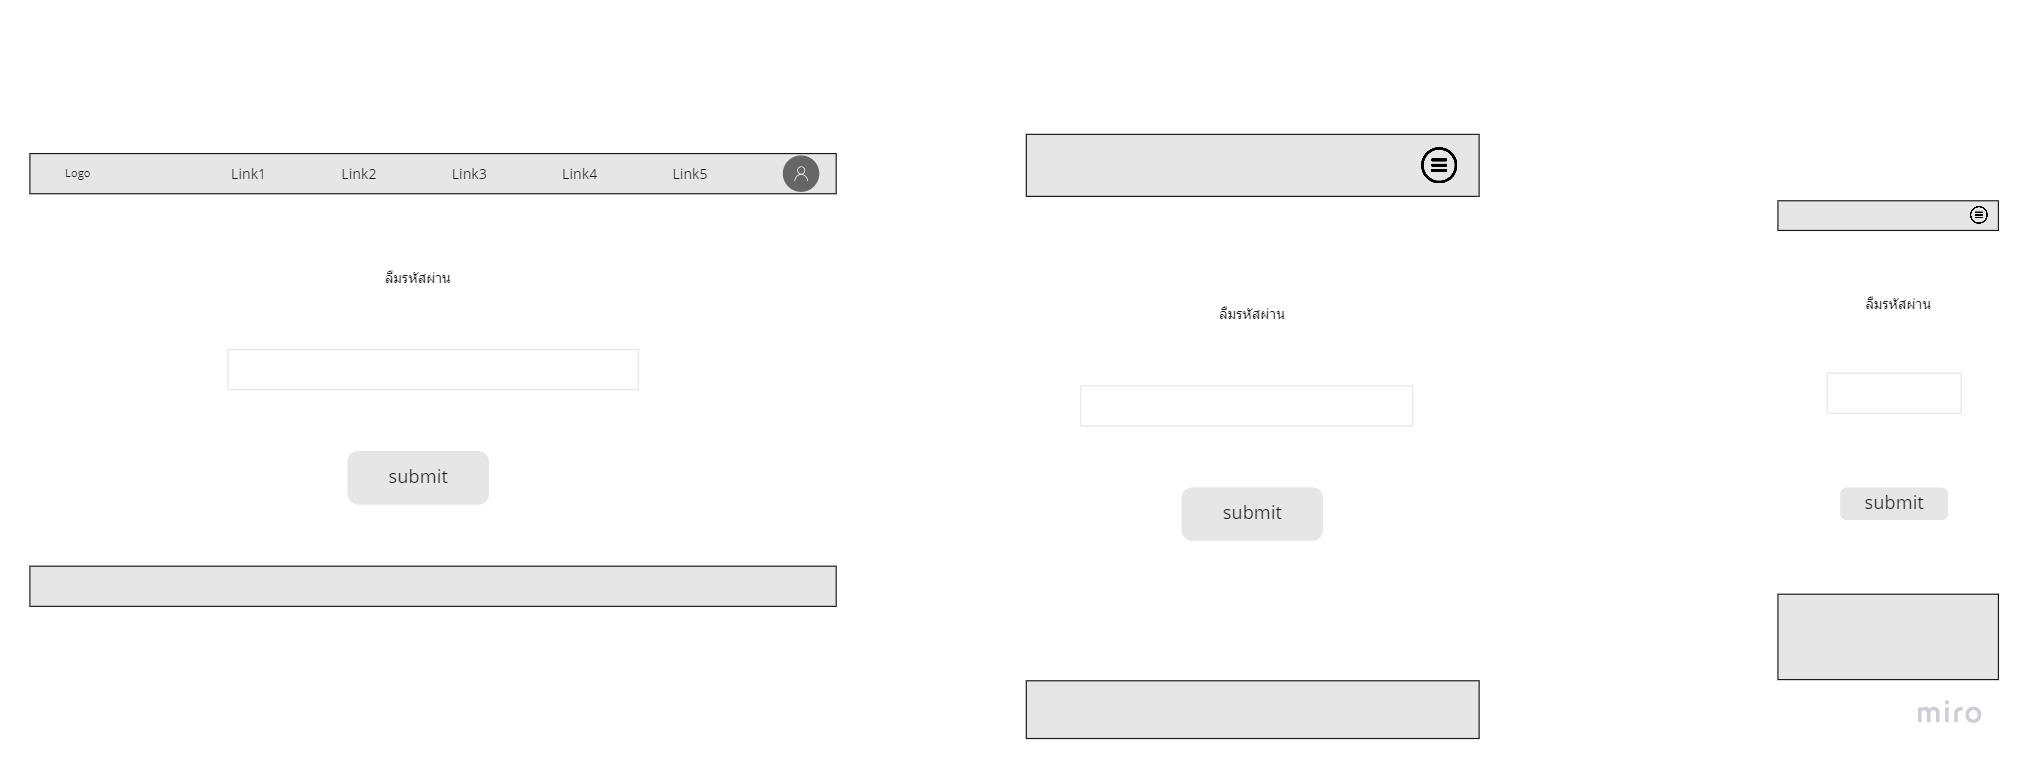 Logo
Link1
Link2
Link3
Link4
Link5
ลืมรหัสผ่าน
submit
ลืมรหัสผ่าน
submit
ลืมรหัสผ่าน
submit
miro